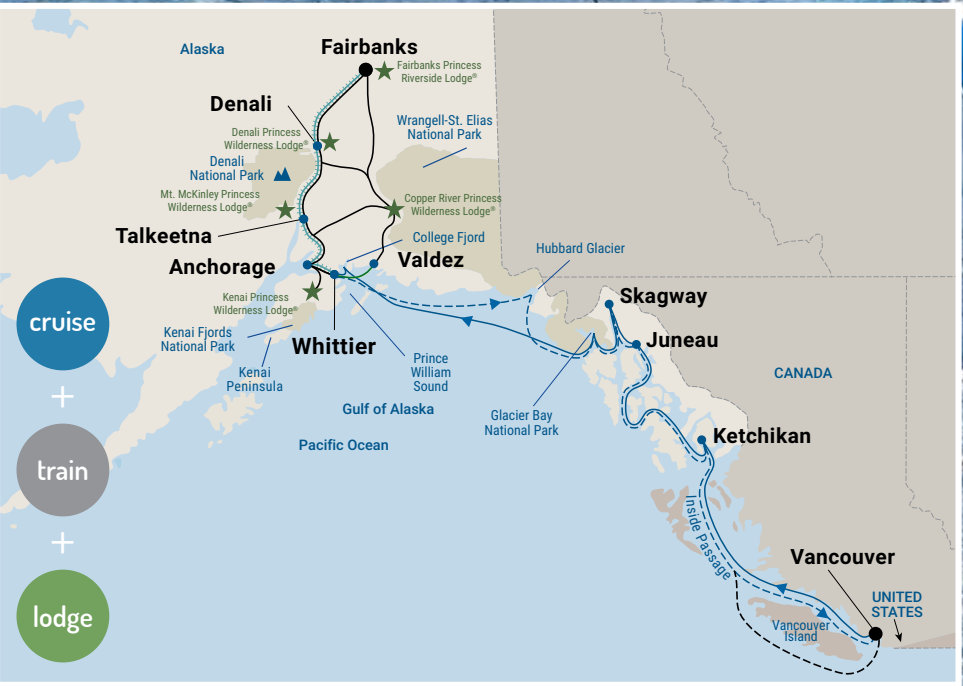 Alaska
Fairbanks
Fairbanks Princess
Riverside Lodge®
Denali
Denali Princess
Wilderness Lodge®
Wrangell-St. Elias
National Park
Denali
National Park
Mt. McKinley Princess
Wilderness Lodge®
Copper River Princess
Wilderness Lodge®
Talkeetna
College Fjord
Hubbard Glacier
Anchorage
Valdez
Kenai Princess
Wilderness Lodge®
Skagway
cruise
Kenai Fjords
National Park
Whittier
Juneau
Kenai
Peninsula
Prince
William
Sound
CANADA
+
Gulf of Alaska
Glacier Bay
National Park
Pacific Ocean
Ketchikan
train
Inside Passage
+
Vancouver
lodge
UNITED
STATES
Vancouver
Island